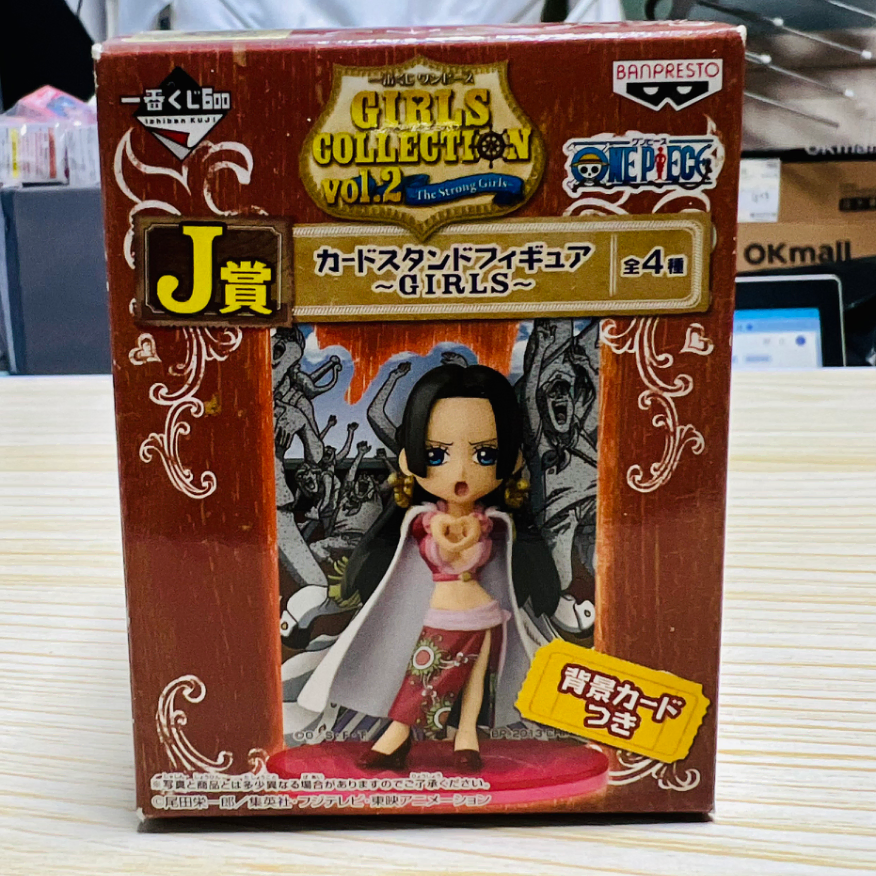 一番くじ600
Ichiban KUJI
一番くじ ワンピース
GIRLS
COLLECTION
vol.2
~The Strong Girls~
BANPRESTO
ワンピース
ONE PIECE
J賞
カードスタンドフィギュア
~GIRLS~
全4種
OKmall
背景カード
つき
※写真と商品とは多少異なる場合がありますのでご了承ください。
©尾田栄一郎/集英社・フジテレビ・東映アニメーション